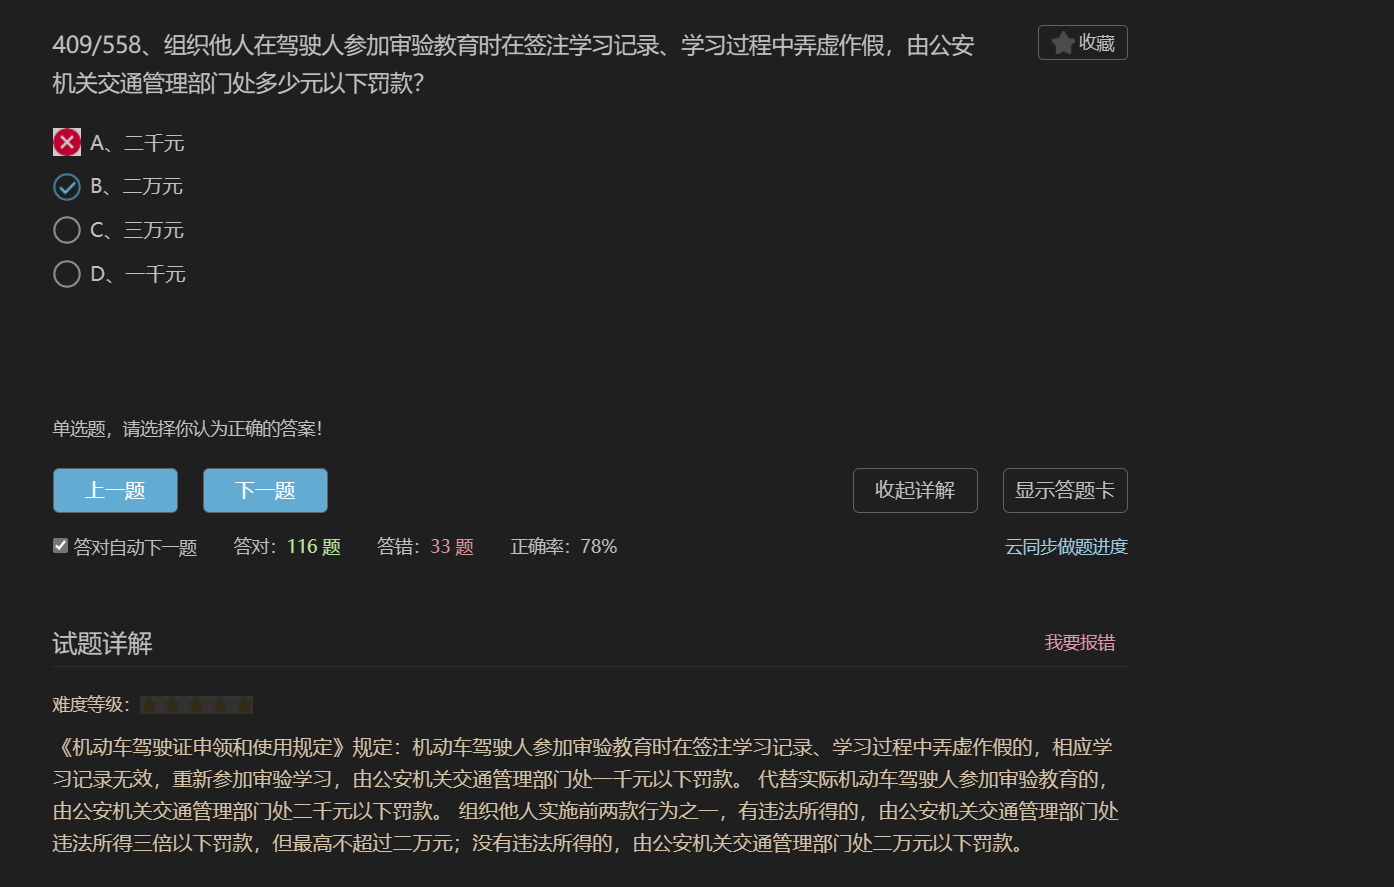 409/558、组织他人在驾驶人参加审验教育时在签注学习记录、学习过程中弄虚作假，由公安
机关交通管理部门处多少元以下罚款？
收藏
A、二千元
B、二万元
C、三万元
D、一千元
单选题，请选择你认为正确的答案！
上一题 下一题 收起详解 显示答题卡
答对自动下一题 答对：116 题 答错：33 题 正确率：78% 云同步做题进度
试题详解 我要报错
难度等级：
《机动车驾驶证申领和使用规定》规定：机动车驾驶人参加审验教育时在签注学习记录、学习过程中弄虚作假的，相应学
习记录无效，重新参加审验学习，由公安机关交通管理部门处一千元以下罚款。 代替实际机动车驾驶人参加审验教育的，
由公安机关交通管理部门处二千元以下罚款。 组织他人实施前两款行为之一，有违法所得的，由公安机关交通管理部门处
违法所得三倍以下罚款，但最高不超过二万元；没有违法所得的，由公安机关交通管理部门处二万元以下罚款。